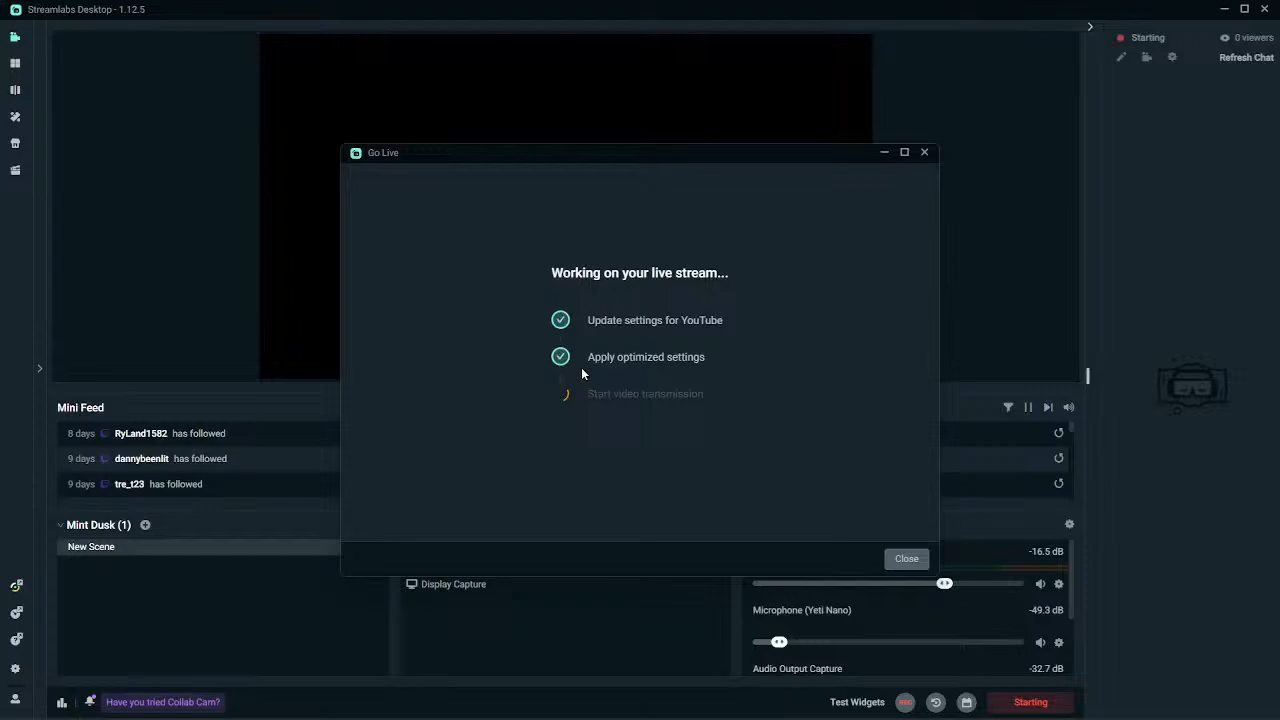 Streamlabs Desktop - 1.12.5
Starting
0 viewers
Refresh Chat
Go Live
Working on your live stream...
Update settings for YouTube
Apply optimized settings
Start video transmission
Close
Mini Feed
8 days RyLand1582 has followed
9 days dannybeenlit has followed
9 days tre_t23 has followed
Mint Dusk (1)
New Scene
Display Capture
-16.5 dB
Microphone (Yeti Nano) -49.3 dB
Audio Output Capture -32.7 dB
Have you tried Collab Cam?
Test Widgets
REC
Starting